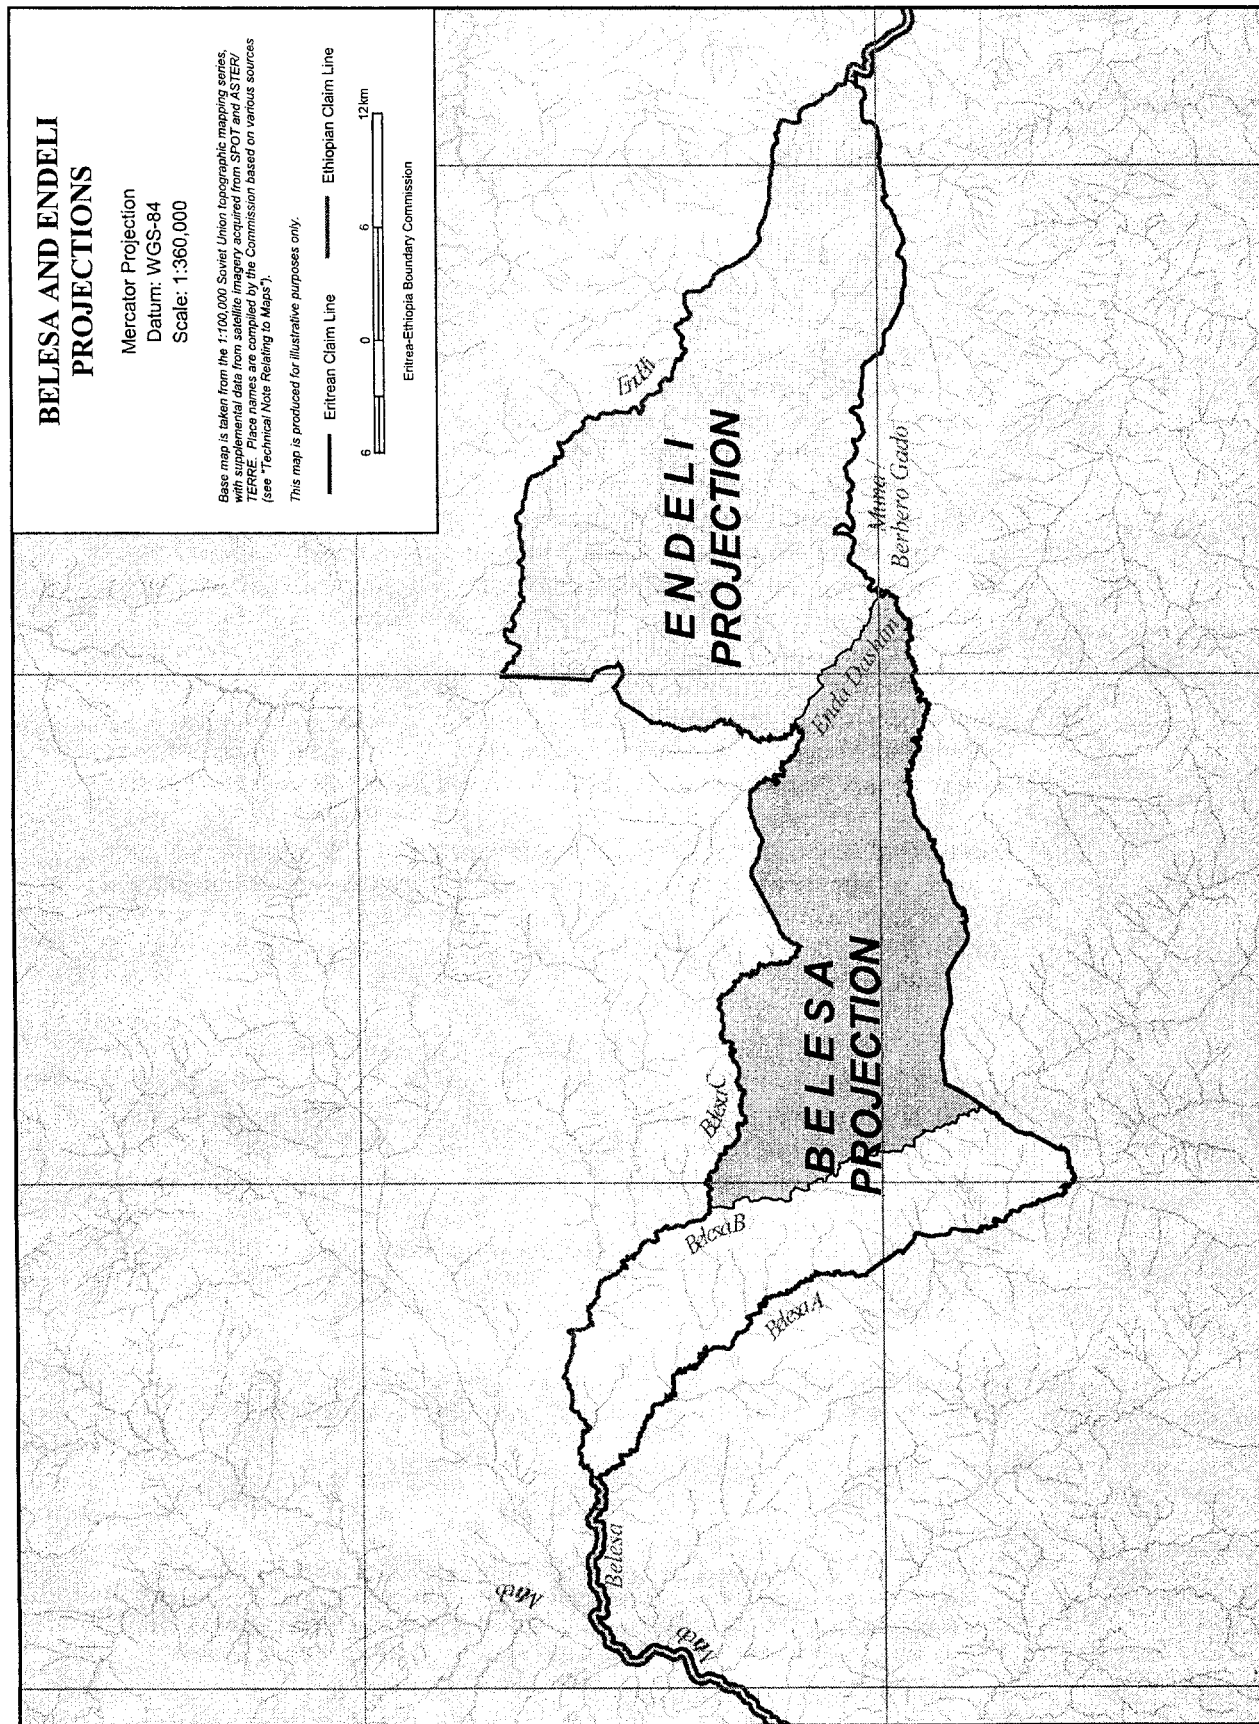 BELESA AND ENDELI
PROJECTIONS
Mercator Projection
Datum: WGS-84
Scale: 1:360,000
Base map is taken from the 1:100,000 Soviet Union topographic mapping series,
with supplemental data from satellite imagery acquired from SPOT and ASTER/
TERRE. Place names are compiled by the Commission based on various sources
(see "Technical Note Relating to Maps").
This map is produced for illustrative purposes only.
Eritrean Claim Line
Ethiopian Claim Line
6 0 6 12km
Eritrea-Ethiopia Boundary Commission
Mereb
Mereb
Belesa
Belesa A
Belesa B
Belesa C
BELESA
PROJECTION
Enda Dashim
ENDELI
PROJECTION
Endeli
Muna/
Berbero Gado